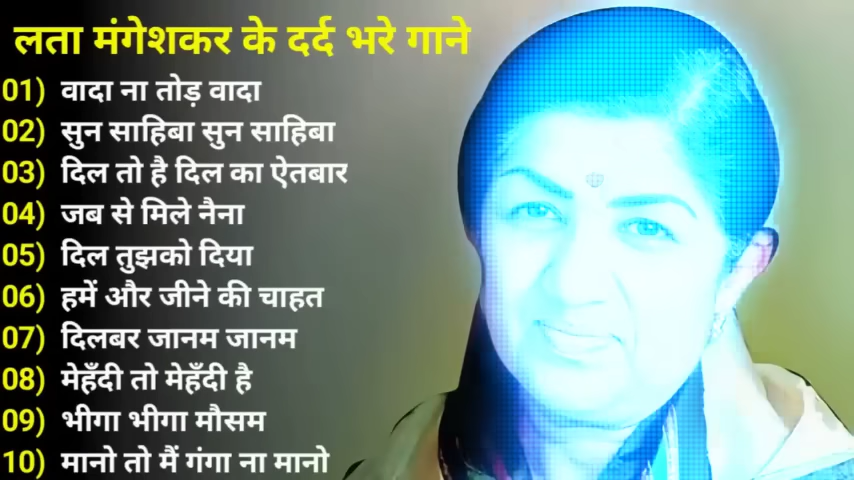 लता मंगेशकर के दर्द भरे गाने
01) वादा ना तोड़ वादा
02) सुन साहिबा सुन साहिबा
03) दिल तो है दिल का ऐतबार
04) जब से मिले नैना
05) दिल तुझको दिया
06) हमें और जीने की चाहत
07) दिलबर जानम जानम
08) मेहँदी तो मेहँदी है
09) भीगा भीगा मौसम
10) मानो तो मैं गंगा ना मानो